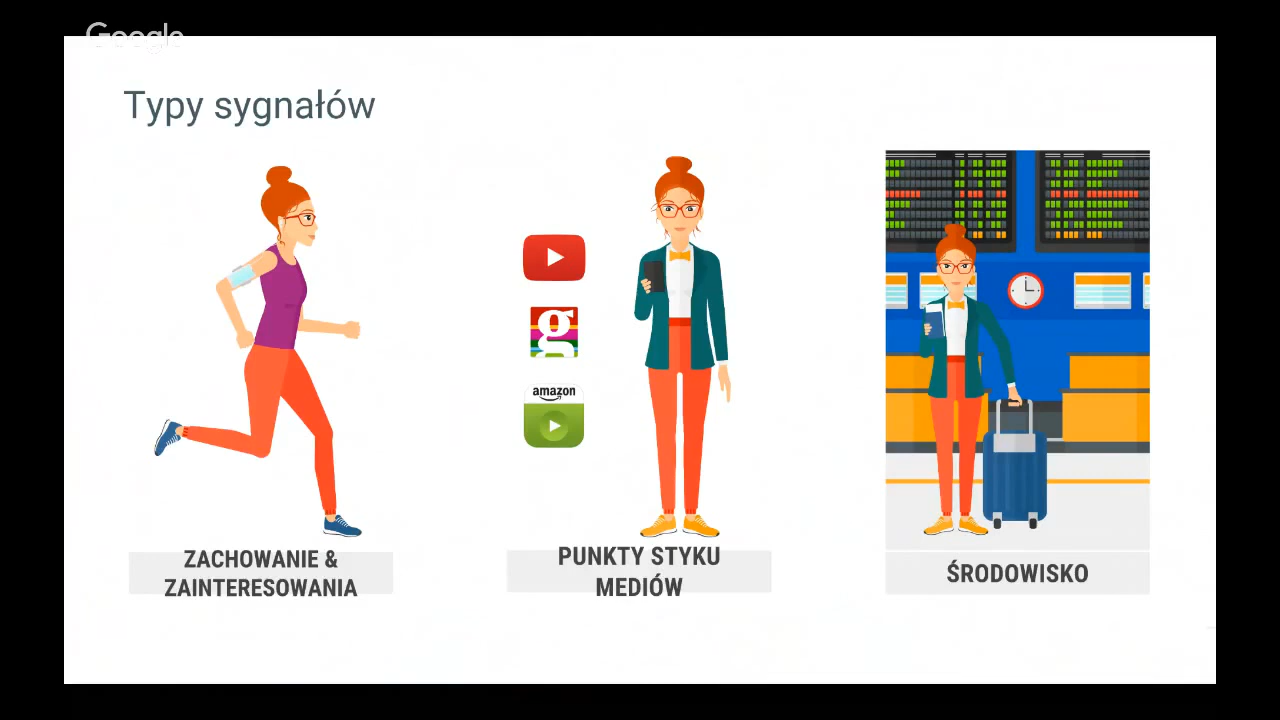 Google
Typy sygnałów
g
amazon
ZACHOWANIE &
ZAINTERESOWANIA
PUNKTY STYKU
MEDIÓW
ŚRODOWISKO